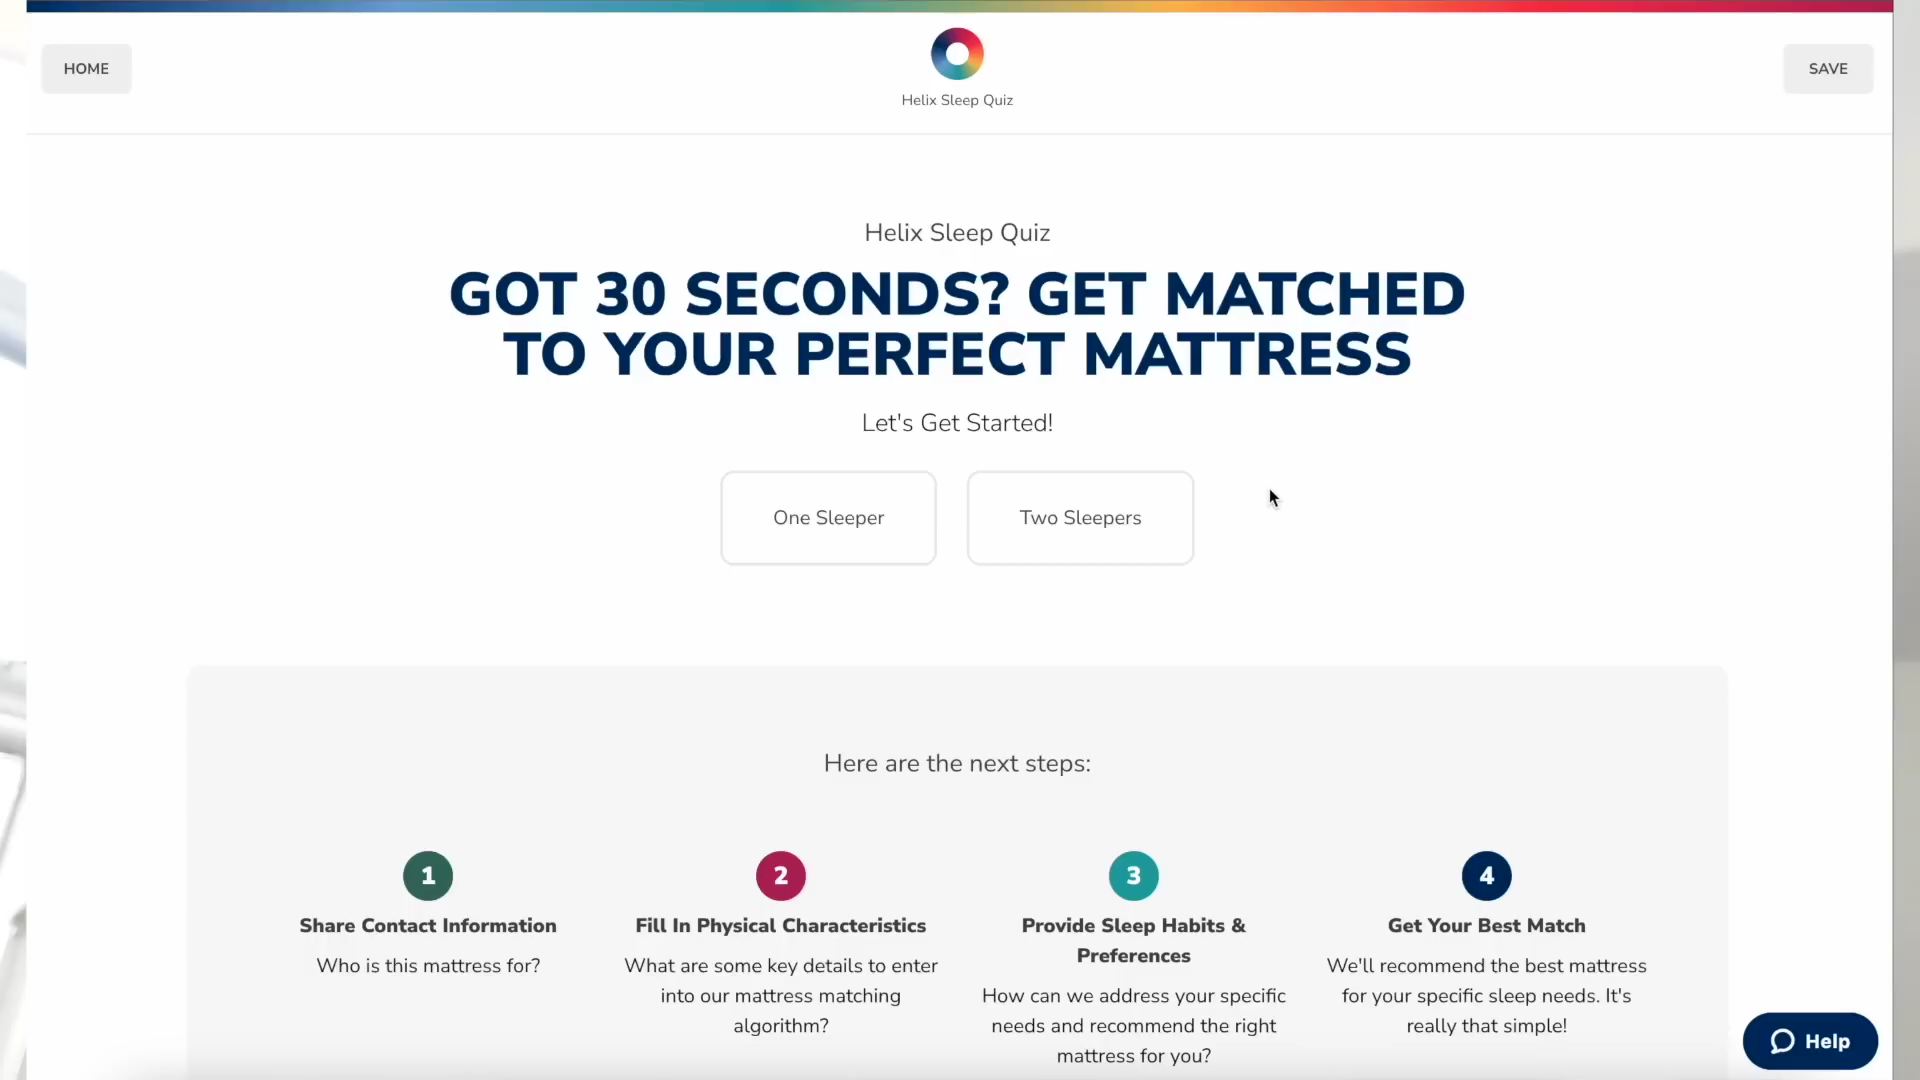 HOME
Helix Sleep Quiz
SAVE
Helix Sleep Quiz
GOT 30 SECONDS? GET MATCHED
TO YOUR PERFECT MATTRESS
Let's Get Started!
One Sleeper
Two Sleepers
Here are the next steps:
1
Share Contact Information
Who is this mattress for?
2
Fill In Physical Characteristics
What are some key details to enter
into our mattress matching
algorithm?
3
Provide Sleep Habits &
Preferences
How can we address your specific
needs and recommend the right
mattress for you?
4
Get Your Best Match
We'll recommend the best mattress
for your specific sleep needs. It's
really that simple!
Help